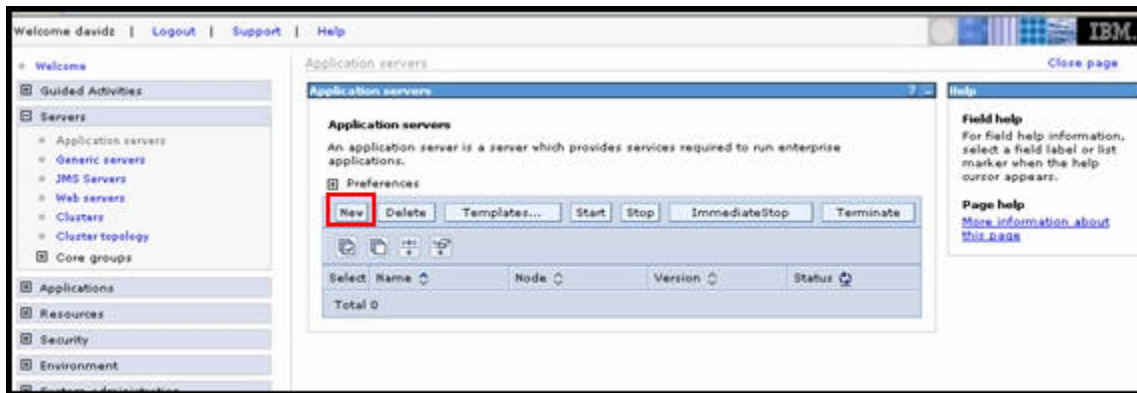 Welcome davidz | Logout | Support | Help
IBM.
Welcome
Guided Activities
Servers
Application servers
Generic servers
JMS Servers
Web servers
Clusters
Cluster topology
Core groups
Applications
Resources
Security
Environment
System administration
Application servers
Close page
Application servers
Application servers
An application server is a server which provides services required to run enterprise
applications.
Preferences
New Delete Templates... Start Stop ImmediateStop Terminate
Select Name Node Version Status
Total 0
Help
Field help
For field help information,
select a field label or list
marker when the help
cursor appears.
Page help
More information about
this page